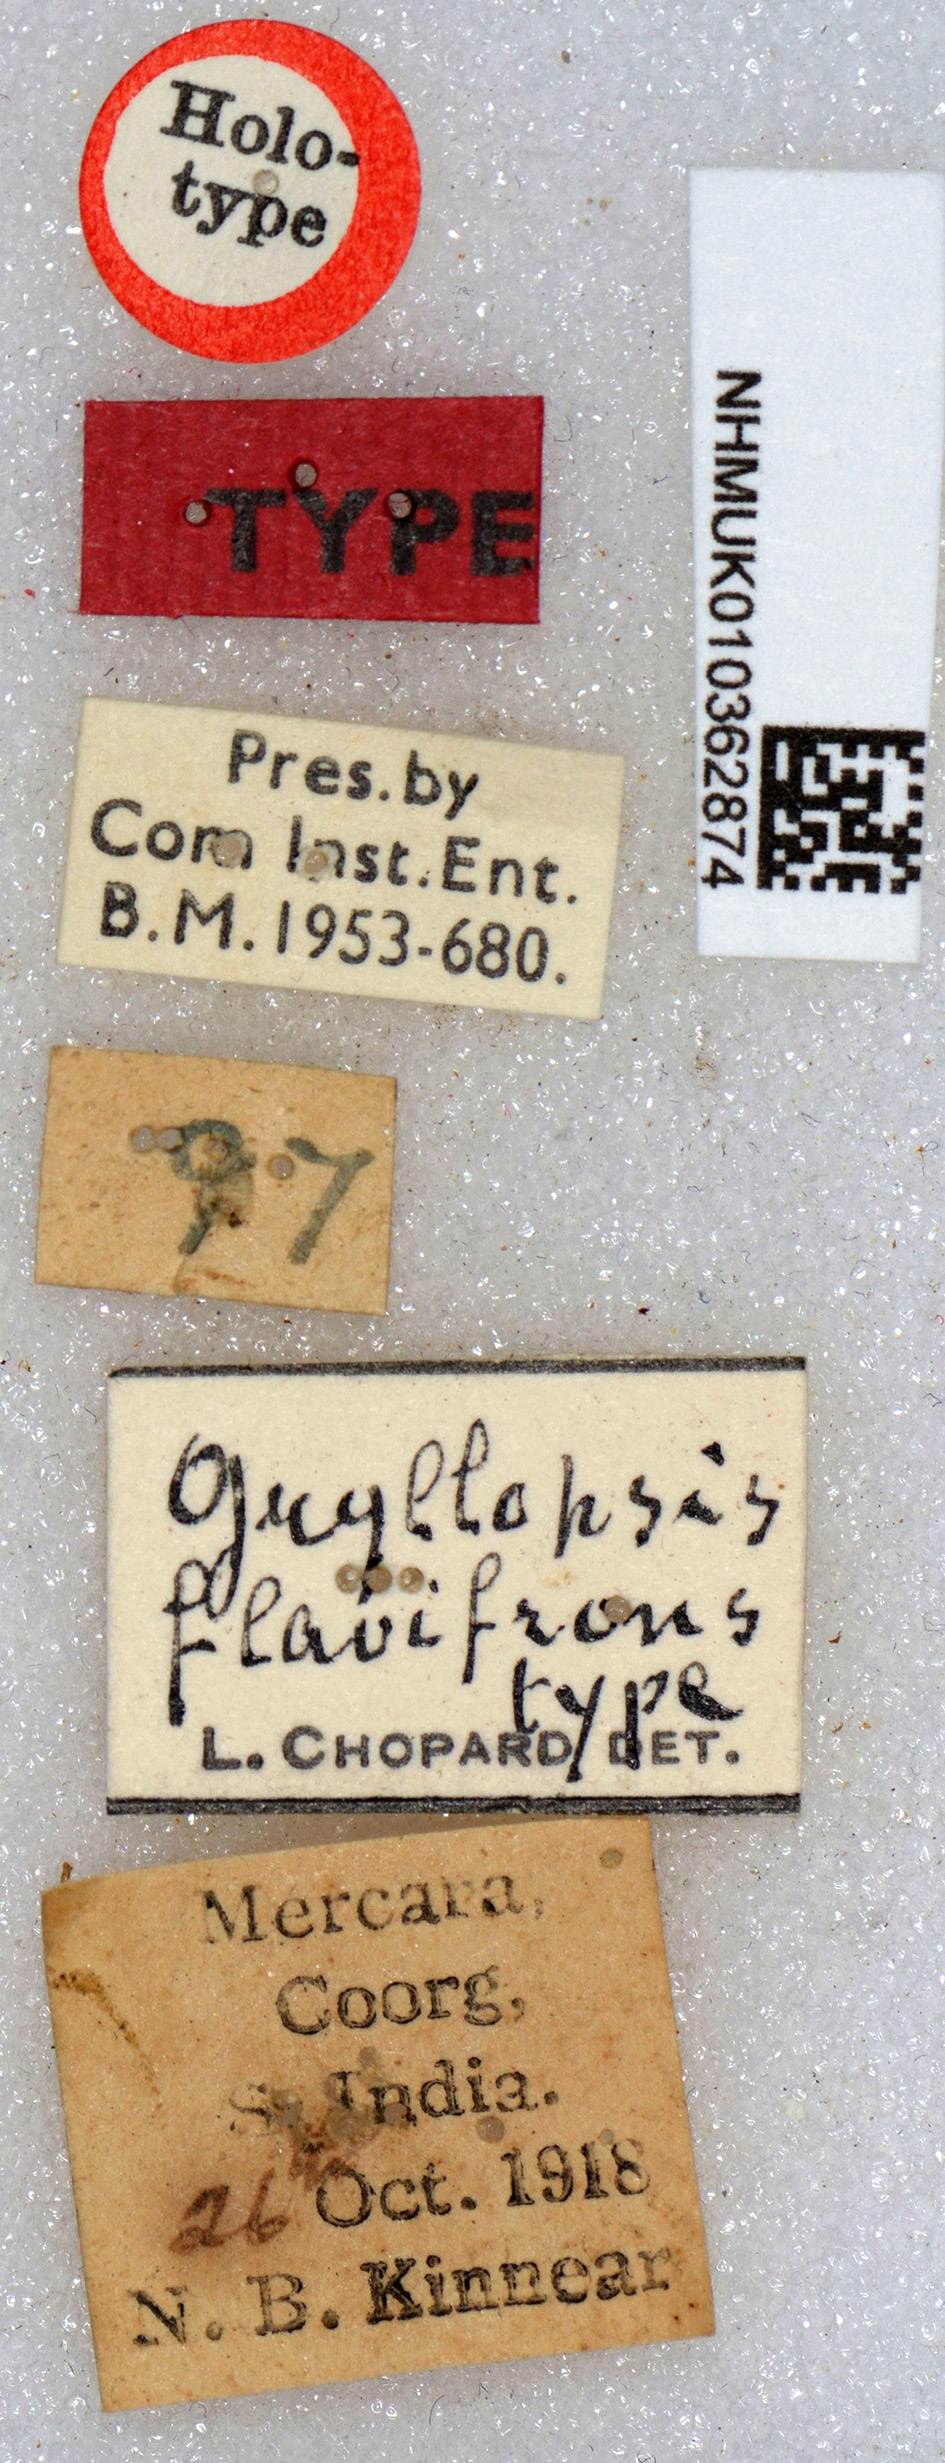 Holo-
type
TYPE
Pres. by
Com Inst. Ent.
B.M. 1953-680.
97
Gryllopsis
flavifrons
type
L. CHOPARD DET.
Mercara,
Coorg,
S. India.
26th Oct. 1918
N. B. Kinnear
NHMUK010362874